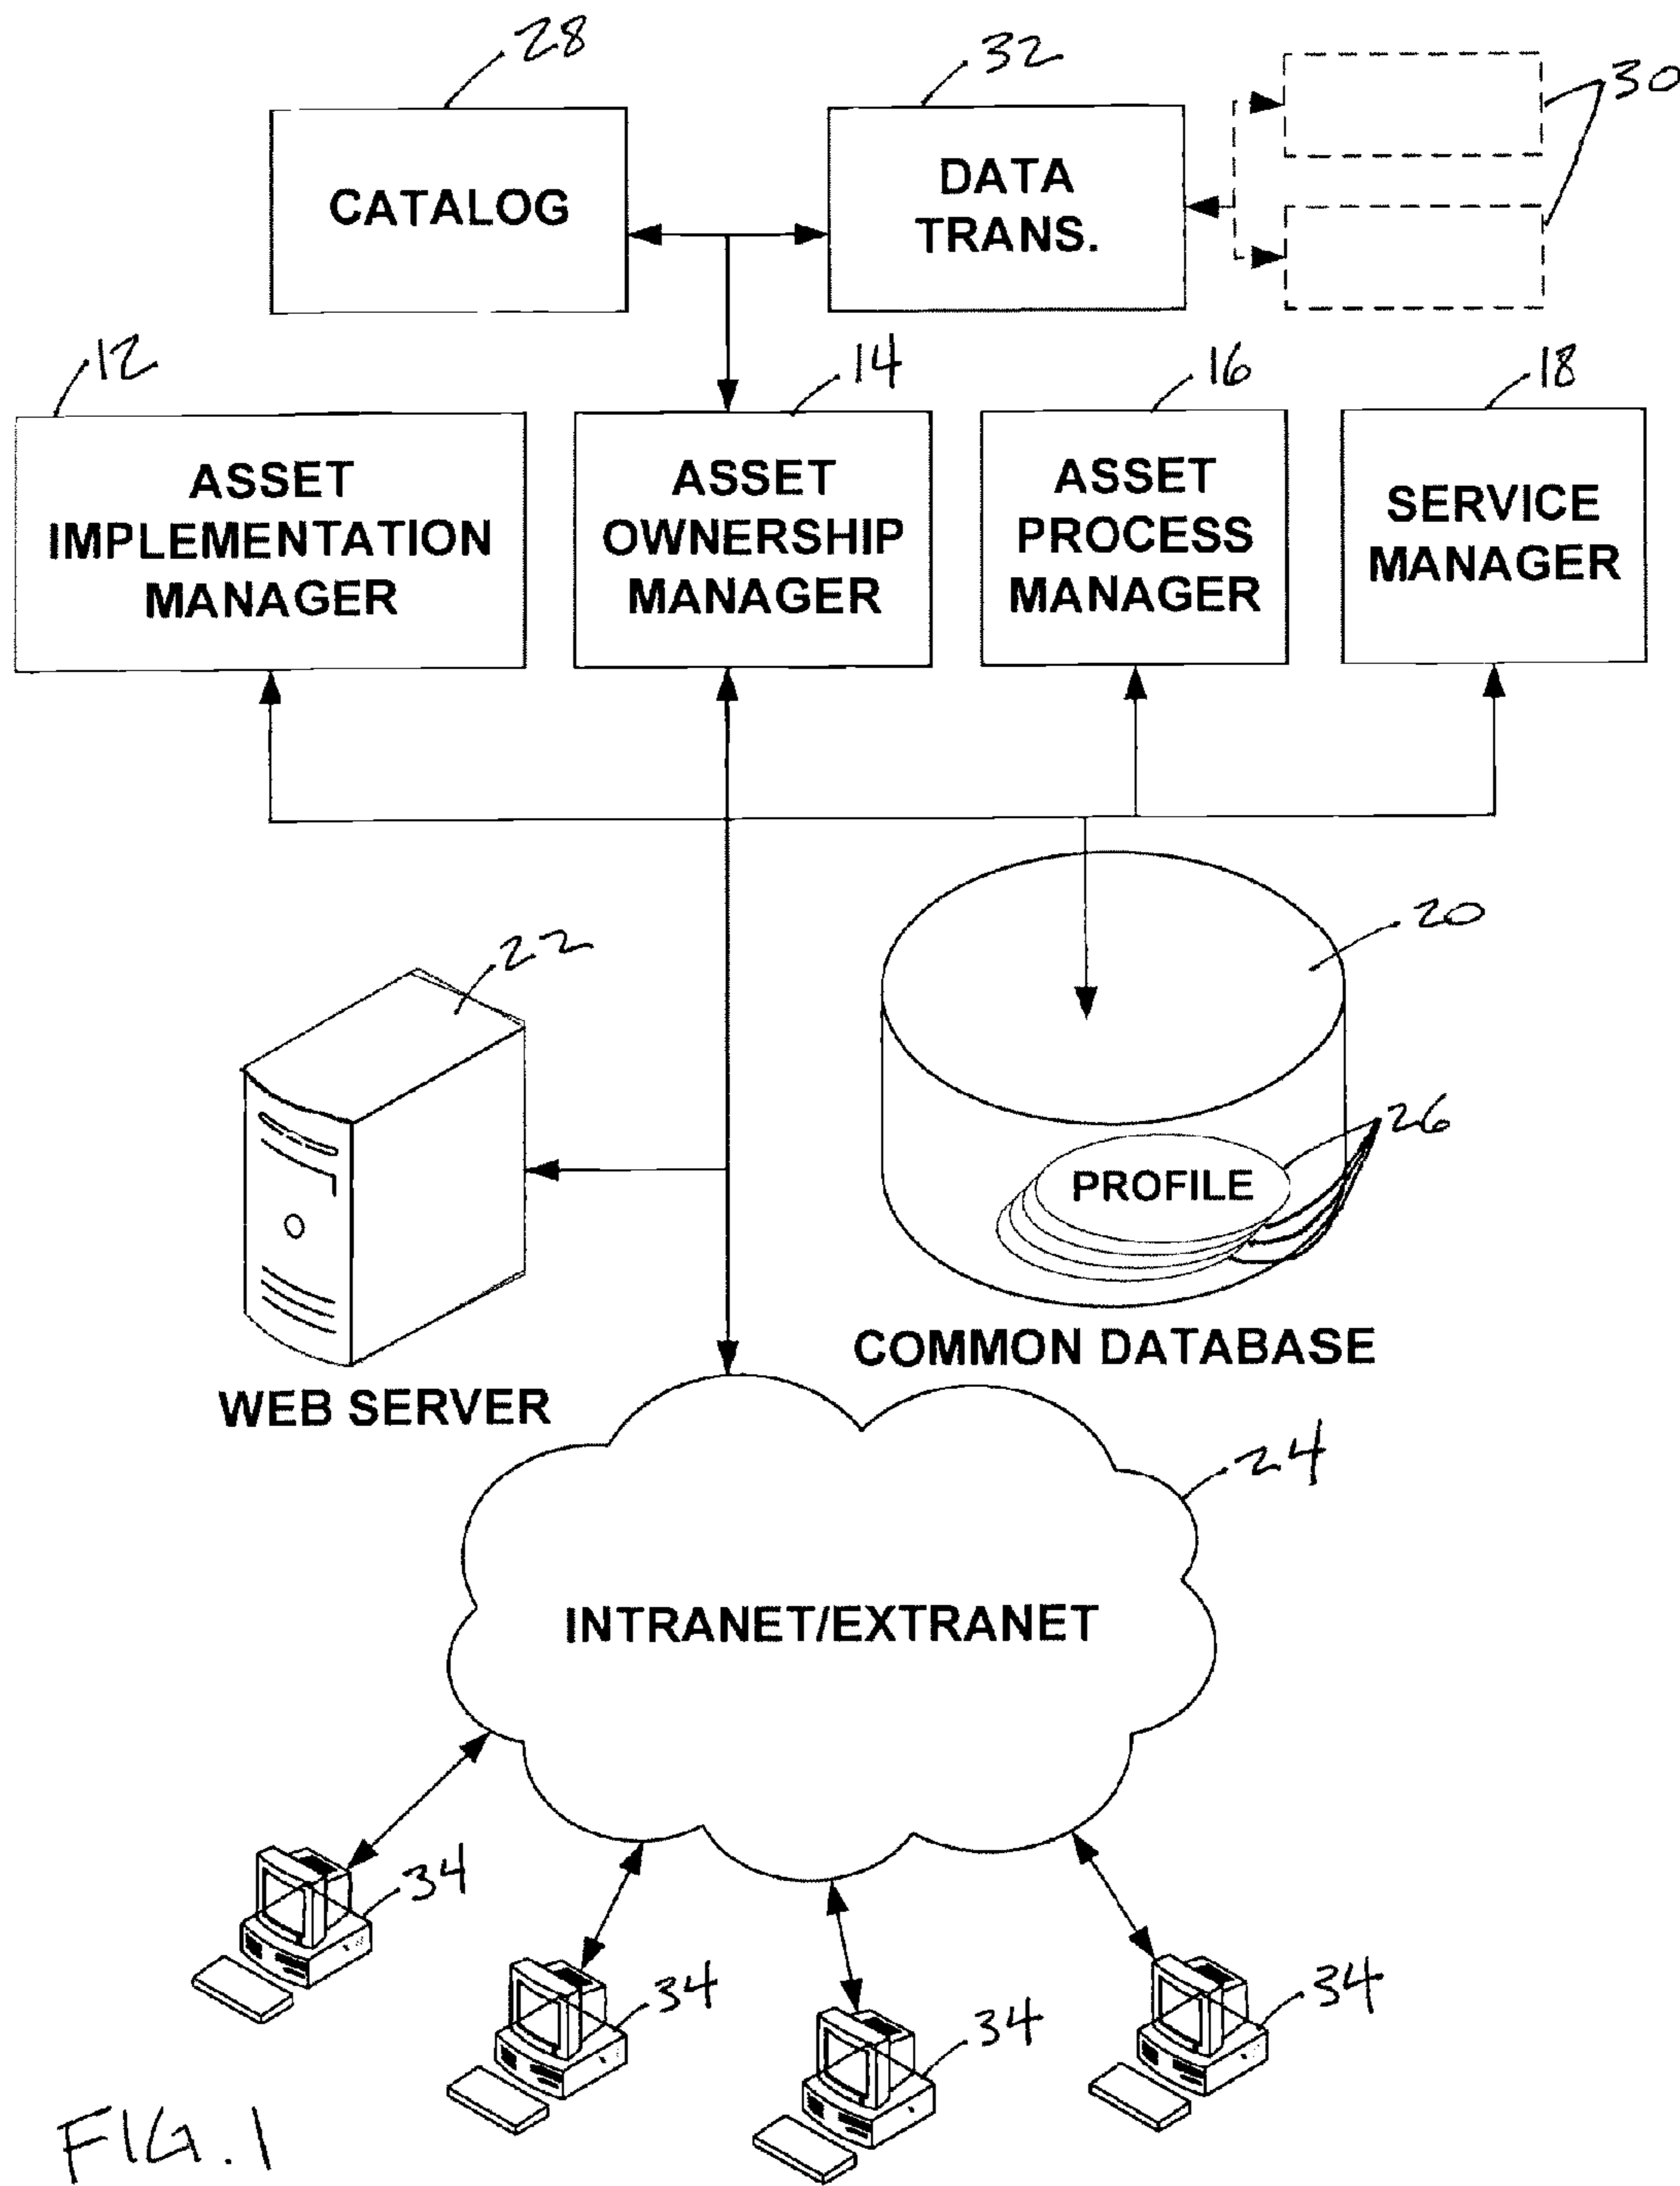 28
32
30
CATALOG
DATA
TRANS.
12
14
16
18
ASSET
IMPLEMENTATION
MANAGER
ASSET
OWNERSHIP
MANAGER
ASSET
PROCESS
MANAGER
SERVICE
MANAGER
20
22
26
PROFILE
COMMON DATABASE
WEB SERVER
24
INTRANET/EXTRANET
34
34
34
34
FIG. 1